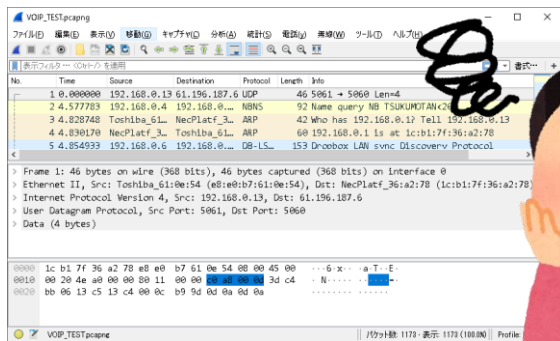 VOIP_TEST.pcapng
ファイル(F) 編集(E) 表示(V) 移動(G) キャプチャ(C) 分析(A) 統計(S) 電話(y) 無線(W) ツール(T) ヘルプ(H)
表示フィルタ … <Ctrl-/> を適用 書式…
No. Time Source Destination Protocol Length Info
1 0.000000 192.168.0.13 61.196.187.6 UDP 46 5061 → 5060 Len=4
2 4.577783 192.168.0.4 192.168.0.… NBNS 92 Name query NB TSUKUMOTAN<20
3 4.828748 Toshiba_61… NecPlatf_3… ARP 42 Who has 192.168.0.1? Tell 192.168.0.13
4 4.830170 NecPlatf_3… Toshiba_61… ARP 60 192.168.0.1 is at 1c:b1:7f:36:a2:78
5 4.854933 192.168.0.6 192.168.0.… DB-LS… 153 Dropbox LAN sync Discovery Protocol
Frame 1: 46 bytes on wire (368 bits), 46 bytes captured (368 bits) on interface 0
Ethernet II, Src: Toshiba_61:0e:54 (e8:e0:b7:61:0e:54), Dst: NecPlatf_36:a2:78 (1c:b1:7f:36:a2:78)
Internet Protocol Version 4, Src: 192.168.0.13, Dst: 61.196.187.6
User Datagram Protocol, Src Port: 5061, Dst Port: 5060
Data (4 bytes)
0000 1c b1 7f 36 a2 78 e8 e0 b7 61 0e 54 08 00 45 00 ···6·x·· ·a·T··E·
0010 00 20 4e a0 00 00 80 11 00 00 c0 a8 00 0d 3d c4 · N····· ······=·
0020 bb 06 13 c5 13 c4 00 0c b9 9d 0d 0a 0d 0a ········ ······
VOIP_TEST.pcapng パケット数: 1173 · 表示: 1173 (100.0%) Profile: